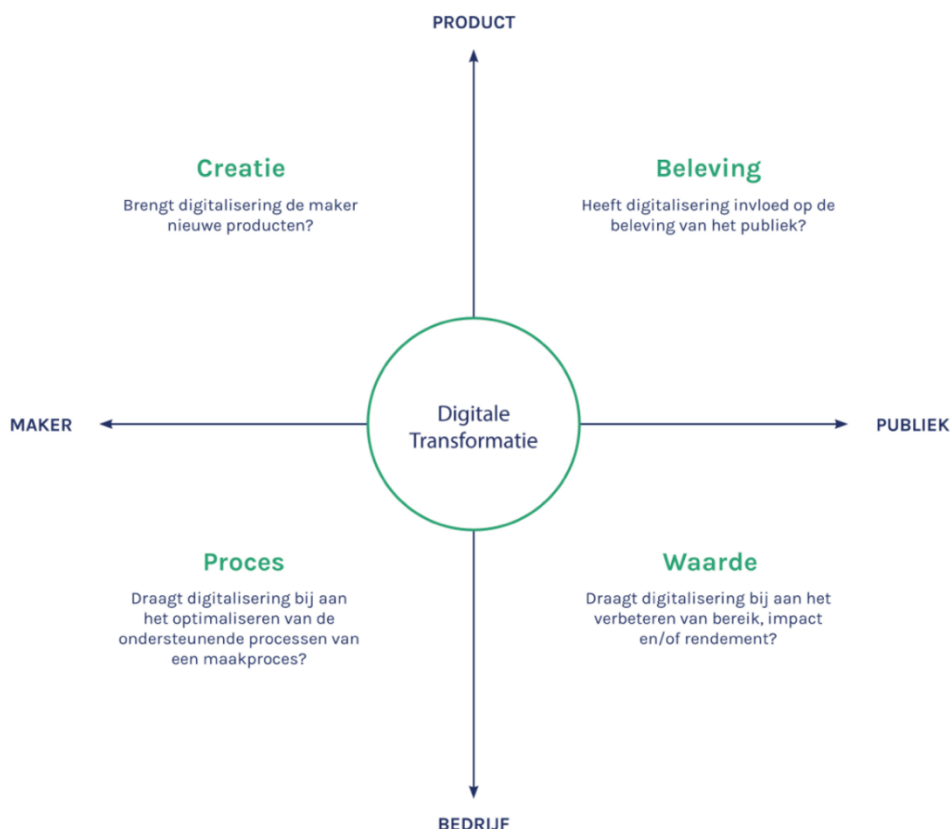 PRODUCT
Creatie
Brengt digitalisering de maker
nieuwe producten?
Beleving
Heeft digitalisering invloed op de
beleving van het publiek?
MAKER
Digitale
Transformatie
PUBLIEK
Proces
Draagt digitalisering bij aan
het optimaliseren van de
ondersteunende processen van
een maakproces?
Waarde
Draagt digitalisering bij aan het
verbeteren van bereik, impact
en/of rendement?
BEDRIJF